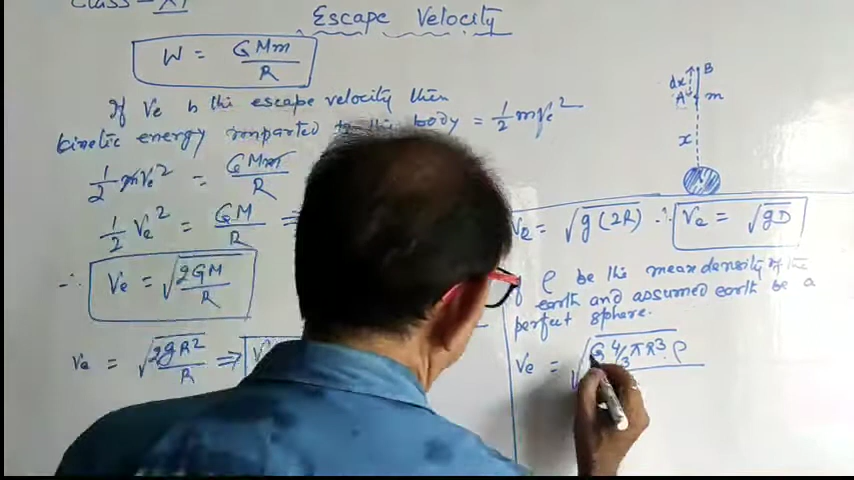 Class - XI
Escape Velocity
W = GMm/R
If Ve is the escape velocity then
kinetic energy imparted to the body = 1/2 mVe²
1/2 mVe² = GMm/R
1/2 Ve² = GM/R ⇒
∴ Ve = √(2GM/R)
Ve = √(2gR²/R) ⇒
dx B
A m
x
Ve = √(g(2R)) ∴ Ve = √(gD)
ρ be the mean density of the
earth and assumed earth be a
perfect sphere.
Ve = √(G 4/3 πR³. ρ